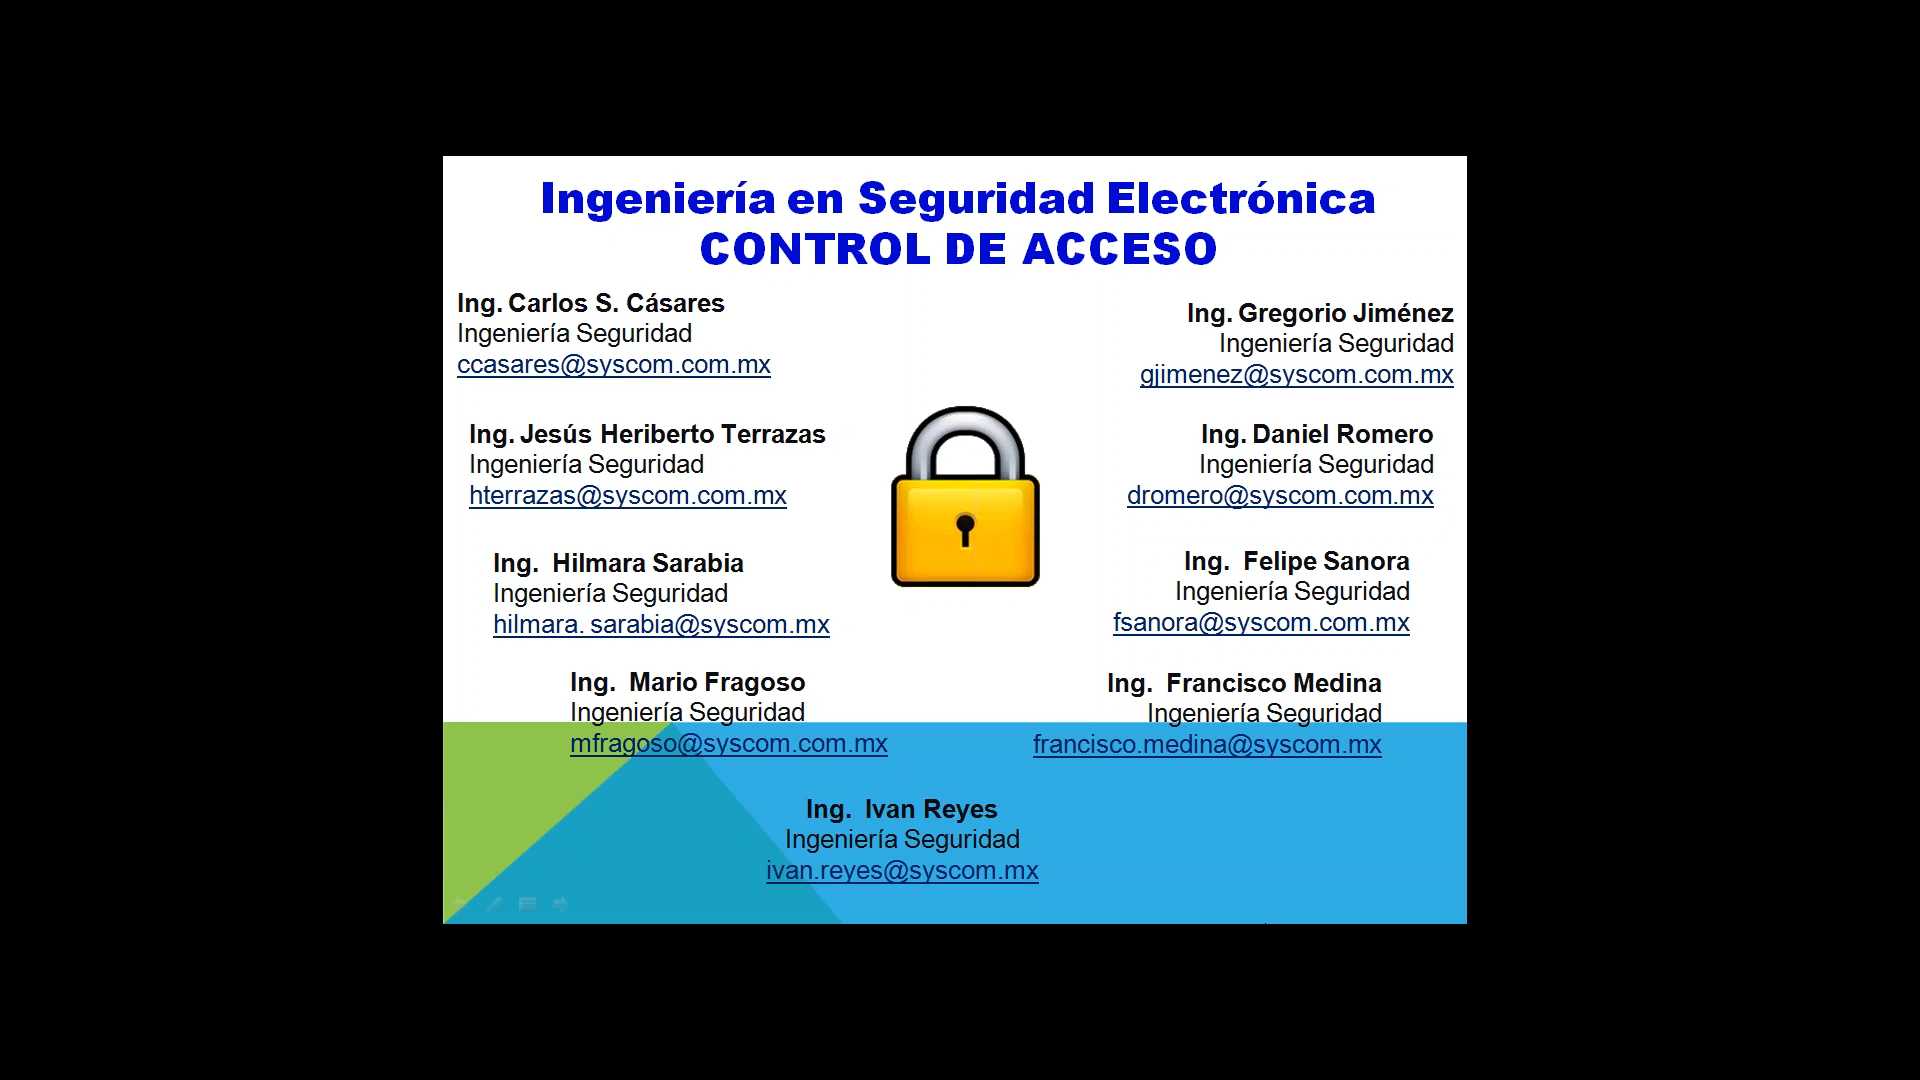 Ingeniería en Seguridad Electrónica
CONTROL DE ACCESO
Ing. Carlos S. Cásares
Ingeniería Seguridad
ccasares@syscom.com.mx
Ing. Gregorio Jiménez
Ingeniería Seguridad
gjimenez@syscom.com.mx
Ing. Jesús Heriberto Terrazas
Ingeniería Seguridad
hterrazas@syscom.com.mx
Ing. Daniel Romero
Ingeniería Seguridad
dromero@syscom.com.mx
Ing.  Hilmara Sarabia
Ingeniería Seguridad
hilmara. sarabia@syscom.mx
Ing.  Felipe Sanora
Ingeniería Seguridad
fsanora@syscom.com.mx
Ing.  Mario Fragoso
Ingeniería Seguridad
mfragoso@syscom.com.mx
Ing.  Francisco Medina
Ingeniería Seguridad
francisco.medina@syscom.mx
Ing.  Ivan Reyes
Ingeniería Seguridad
ivan.reyes@syscom.mx